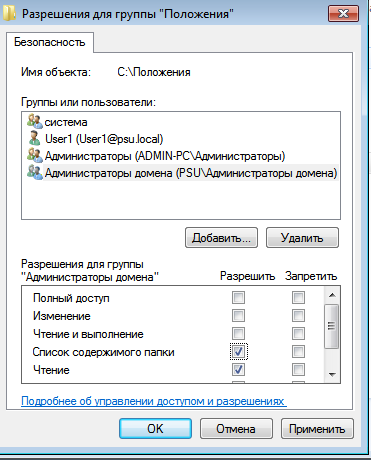 Разрешения для группы "Положения"
Безопасность
Имя объекта: C:\Положения
Группы или пользователи:
система
User1 (User1@psu.local)
Администраторы (ADMIN-PC\Администраторы)
Администраторы домена (PSU\Администраторы домена)
Добавить... Удалить
Разрешения для группы
"Администраторы домена" Разрешить Запретить
Полный доступ
Изменение
Чтение и выполнение
Список содержимого папки
Чтение
Подробнее об управлении доступом и разрешениях
OK Отмена Применить